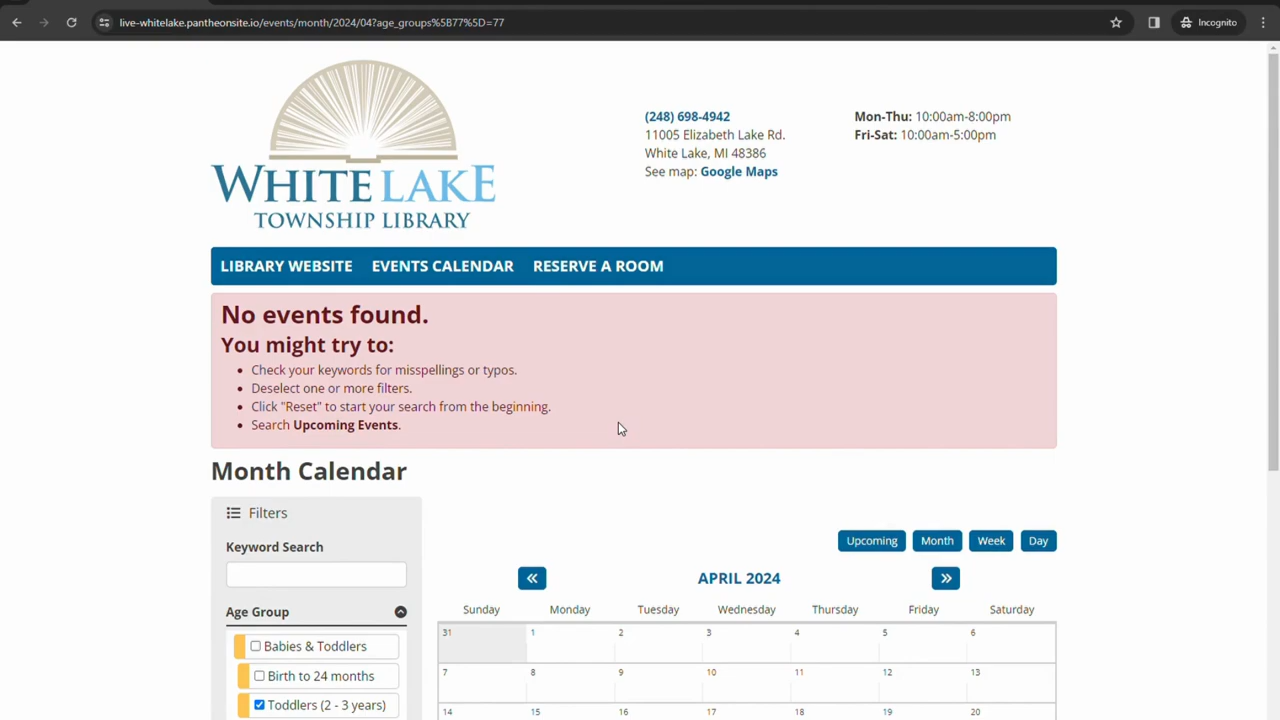 live-whitelake.pantheonsite.io/events/month/2024/04?age_groups%5B77%5D=77
Incognito
WHITE LAKE
TOWNSHIP LIBRARY
(248) 698-4942
11005 Elizabeth Lake Rd.
White Lake, MI 48386
See map: Google Maps
Mon-Thu: 10:00am-8:00pm
Fri-Sat: 10:00am-5:00pm
LIBRARY WEBSITE EVENTS CALENDAR RESERVE A ROOM
No events found.
You might try to:
• Check your keywords for misspellings or typos.
• Deselect one or more filters.
• Click "Reset" to start your search from the beginning.
• Search Upcoming Events.
Month Calendar
Filters
Keyword Search
Age Group
Babies & Toddlers
Birth to 24 months
Toddlers (2 - 3 years)
Upcoming Month Week Day
« APRIL 2024 »
Sunday Monday Tuesday Wednesday Thursday Friday Saturday
31 1 2 3 4 5 6
7 8 9 10 11 12 13
14 15 16 17 18 19 20